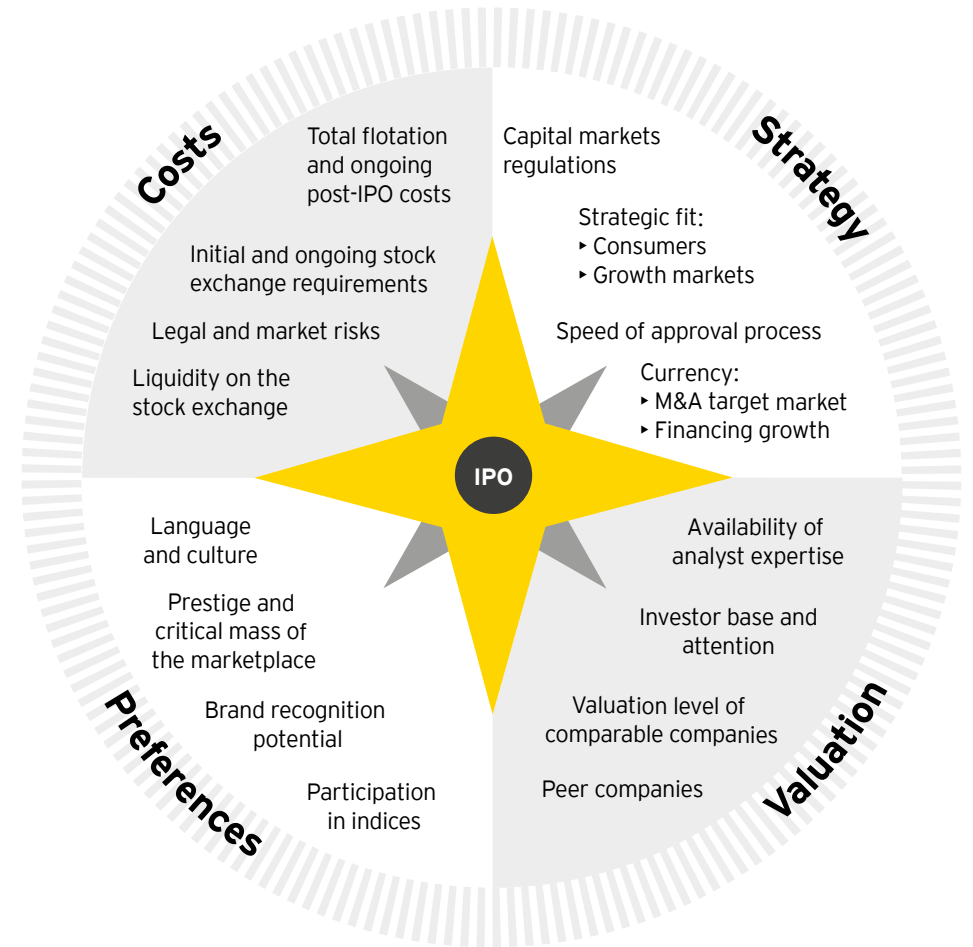 Costs
Total flotation
and ongoing
post-IPO costs
Initial and ongoing stock
exchange requirements
Legal and market risks
Liquidity on the
stock exchange
Strategy
Capital markets
regulations
Strategic fit:
‣ Consumers
‣ Growth markets
Speed of approval process
Currency:
‣ M&A target market
‣ Financing growth
IPO
Preferences
Language
and culture
Prestige and
critical mass of
the marketplace
Brand recognition
potential
Participation
in indices
Valuation
Availability of
analyst expertise
Investor base and
attention
Valuation level of
comparable companies
Peer companies